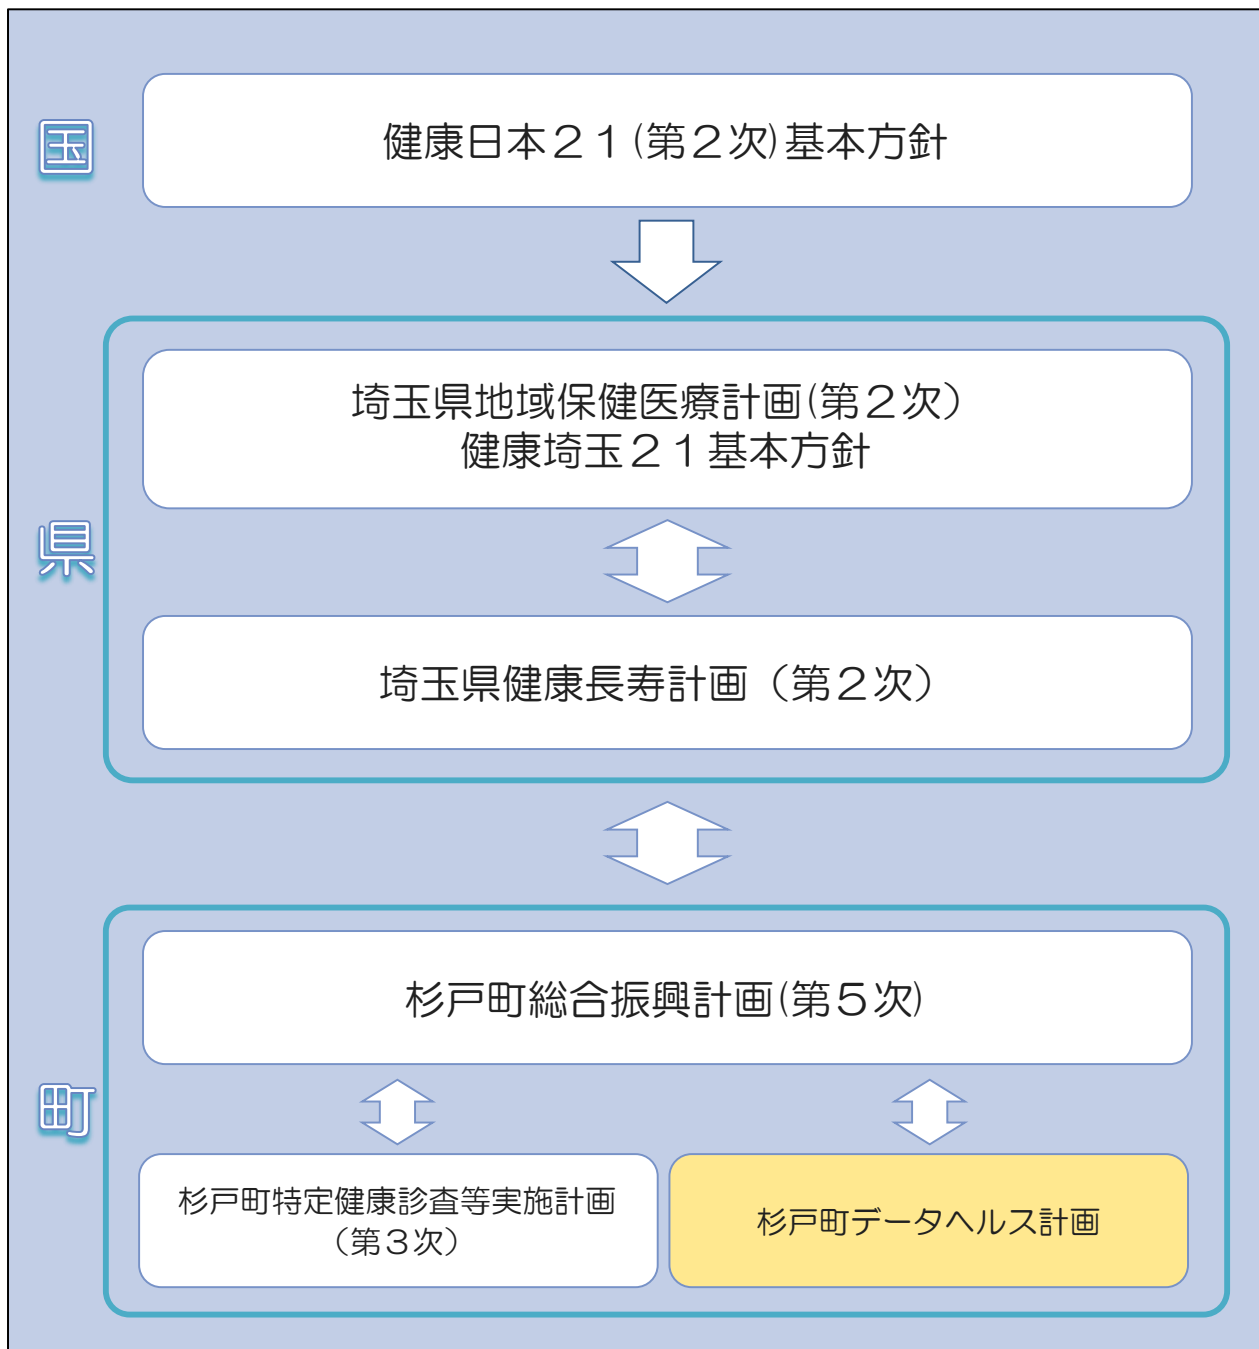 国
健康日本２１(第２次)基本方針
県
埼玉県地域保健医療計画(第２次）
健康埼玉２１基本方針
埼玉県健康長寿計画（第２次）
町
杉戸町総合振興計画(第５次)
杉戸町特定健康診査等実施計画
（第３次）
杉戸町データヘルス計画